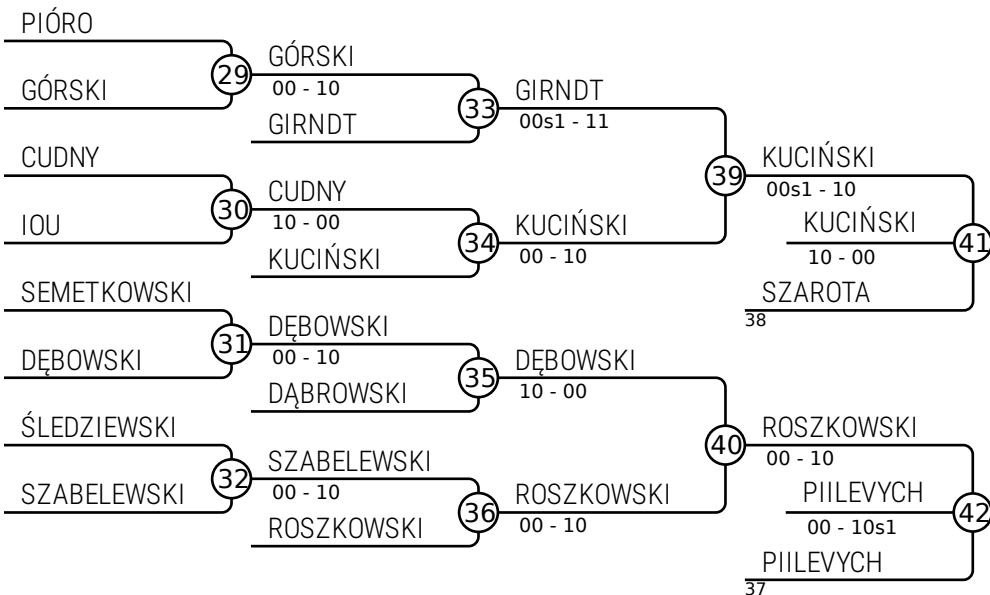 PIÓRO
GÓRSKI
29
GÓRSKI
00 - 10
GIRNDT
33
GIRNDT
00s1 - 11
CUDNY
IOU
30
CUDNY
10 - 00
KUCIŃSKI
34
KUCIŃSKI
00 - 10
39
KUCIŃSKI
00s1 - 10
KUCIŃSKI
10 - 00
41
SZAROTA
38
SEMETKOWSKI
DĘBOWSKI
31
DĘBOWSKI
00 - 10
DĄBROWSKI
35
DĘBOWSKI
10 - 00
ŚLEDZIEWSKI
SZABELEWSKI
32
SZABELEWSKI
00 - 10
ROSZKOWSKI
36
ROSZKOWSKI
00 - 10
40
ROSZKOWSKI
00 - 10
PIILEVYCH
00 - 10s1
42
PIILEVYCH
37